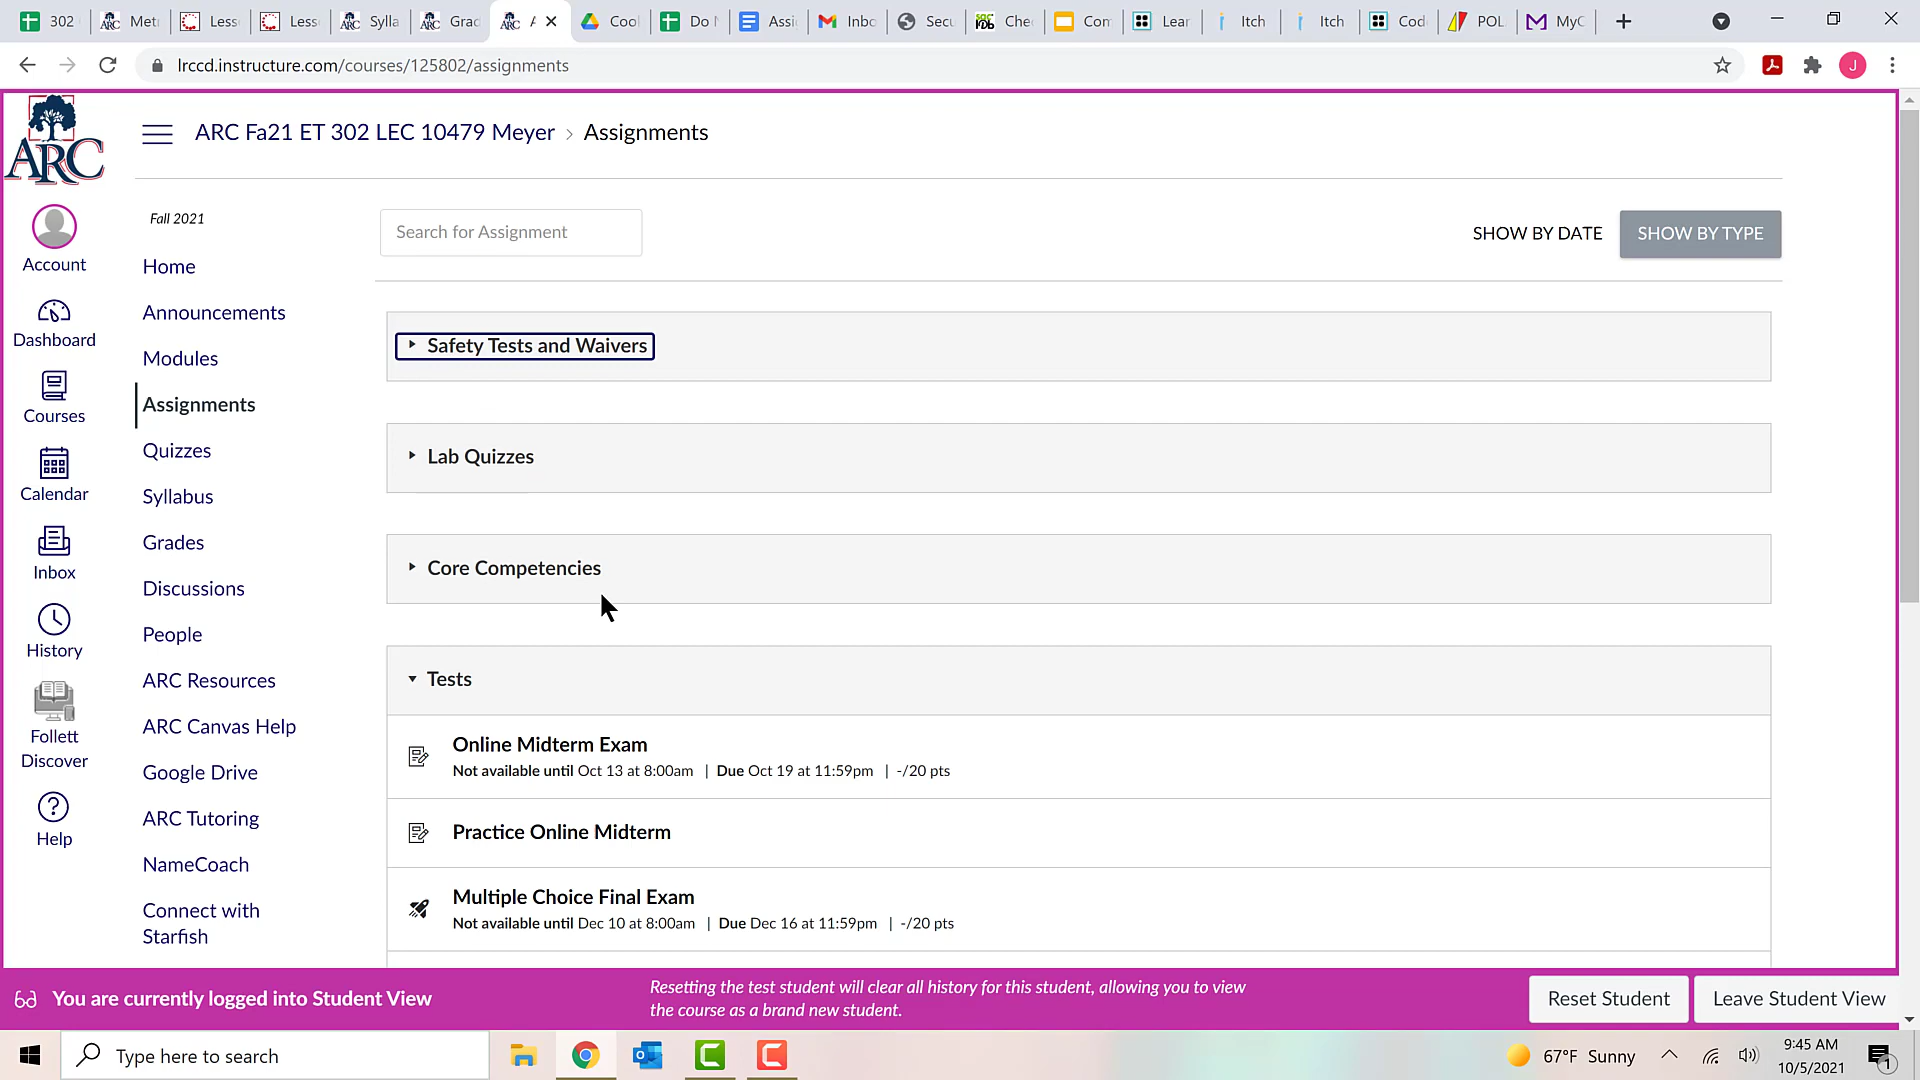 302
Metr
Less
Less
Sylla
Grad
A
Cool
Do N
Assig
Inbo
Secu
Che
Con
Lear
Itch
Itch
Cod
POL
MyC
lrccd.instructure.com/courses/125802/assignments
J
ARC
ARC Fa21 ET 302 LEC 10479 Meyer › Assignments
Fall 2021
Search for Assignment
SHOW BY DATE
SHOW BY TYPE
Account
Dashboard
Courses
Calendar
Inbox
History
Follett
Discover
Help
Home
Announcements
Modules
Assignments
Quizzes
Syllabus
Grades
Discussions
People
ARC Resources
ARC Canvas Help
Google Drive
ARC Tutoring
NameCoach
Connect with
Starfish
Safety Tests and Waivers
Lab Quizzes
Core Competencies
Tests
Online Midterm Exam
Not available until Oct 13 at 8:00am | Due Oct 19 at 11:59pm | -/20 pts
Practice Online Midterm
Multiple Choice Final Exam
Not available until Dec 10 at 8:00am | Due Dec 16 at 11:59pm | -/20 pts
You are currently logged into Student View
Resetting the test student will clear all history for this student, allowing you to view
the course as a brand new student.
Reset Student
Leave Student View
Type here to search
67°F Sunny
9:45 AM
10/5/2021
1